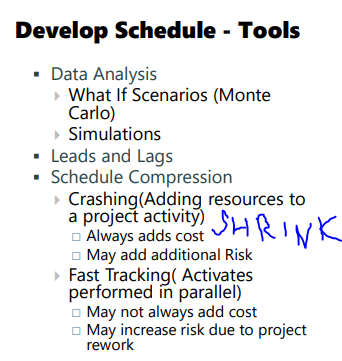 Develop Schedule - Tools
Data Analysis
What If Scenarios (Monte
Carlo)
Simulations
Leads and Lags
Schedule Compression
Crashing(Adding resources to
a project activity)
SHRINK
Always adds cost
May add additional Risk
Fast Tracking( Activates
performed in parallel)
May not always add cost
May increase risk due to project
rework